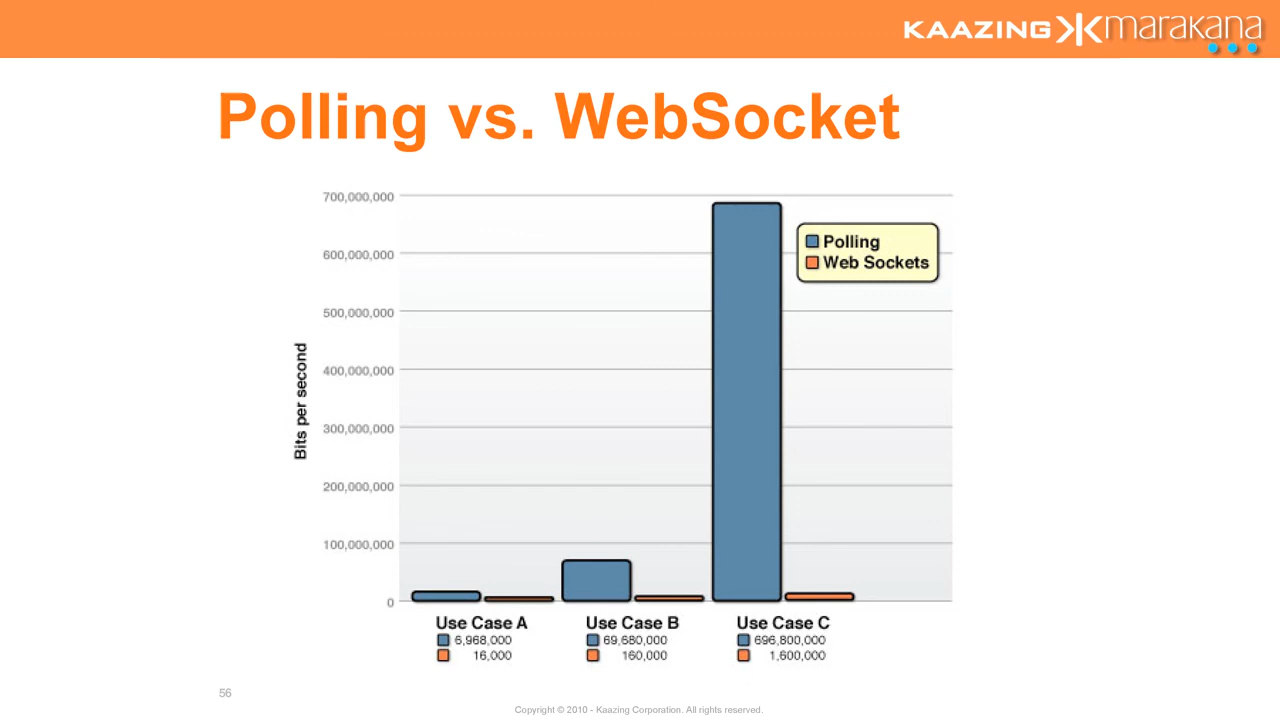 KAAZING marakana
Polling vs. WebSocket
700,000,000
600,000,000
500,000,000
400,000,000
300,000,000
200,000,000
100,000,000
0
Bits per second
Polling
Web Sockets
Use Case A
6,968,000
16,000
Use Case B
69,680,000
160,000
Use Case C
696,800,000
1,600,000
56
Copyright © 2010 - Kaazing Corporation. All rights reserved.